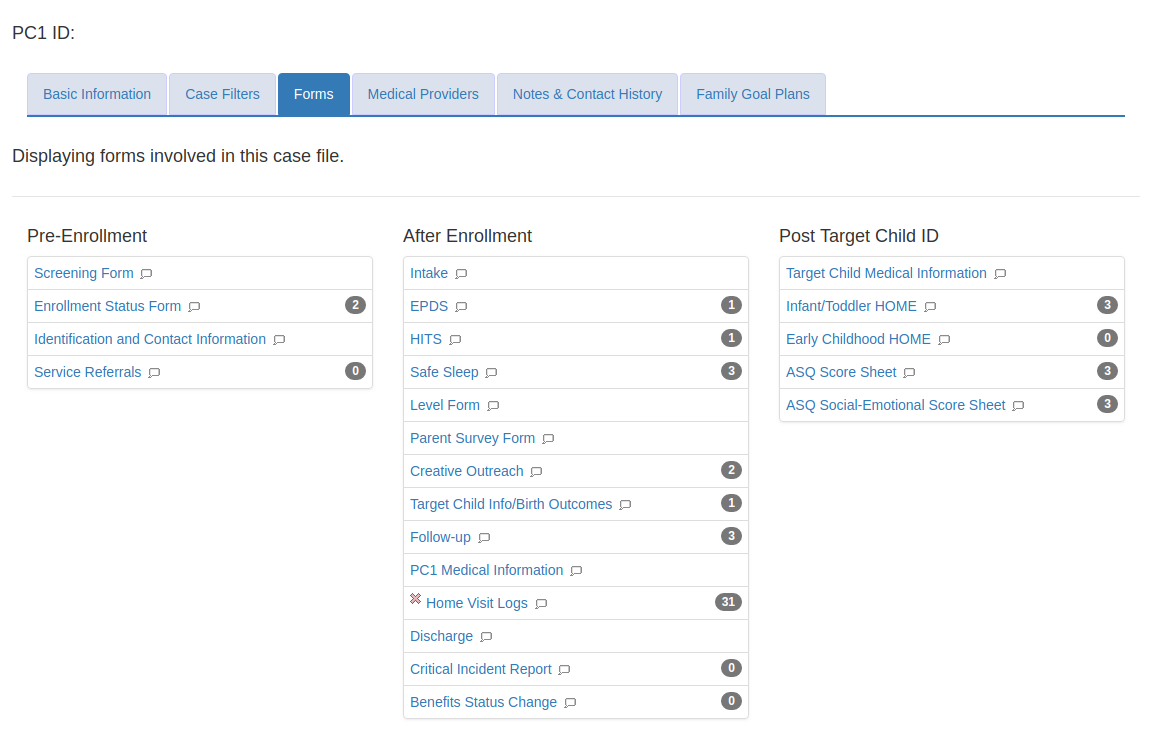 PC1 ID:
Basic Information Case Filters Forms Medical Providers Notes & Contact History Family Goal Plans
Displaying forms involved in this case file.
Pre-Enrollment
Screening Form
Enrollment Status Form 2
Identification and Contact Information
Service Referrals 0
After Enrollment
Intake
EPDS 1
HITS 1
Safe Sleep 3
Level Form
Parent Survey Form
Creative Outreach 2
Target Child Info/Birth Outcomes 1
Follow-up 3
PC1 Medical Information
Home Visit Logs 31
Discharge
Critical Incident Report 0
Benefits Status Change 0
Post Target Child ID
Target Child Medical Information
Infant/Toddler HOME 3
Early Childhood HOME 0
ASQ Score Sheet 3
ASQ Social-Emotional Score Sheet 3